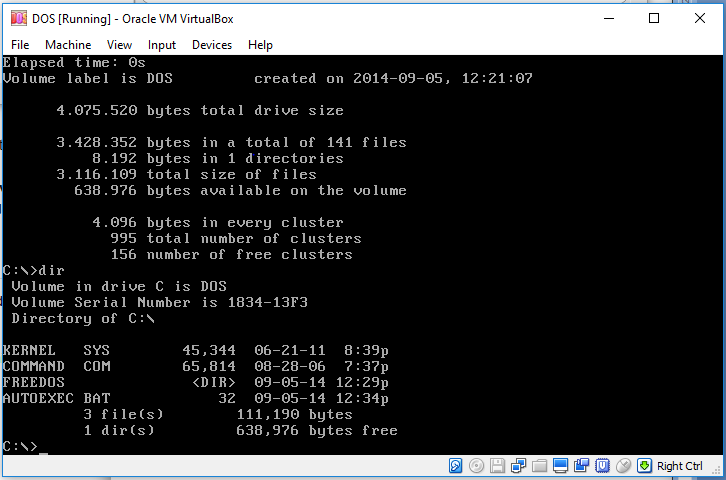 DOS [Running] - Oracle VM VirtualBox
File Machine View Input Devices Help
Elapsed time: 0s
Volume label is DOS created on 2014-09-05, 12:21:07
4.075.520 bytes total drive size
3.428.352 bytes in a total of 141 files
8.192 bytes in 1 directories
3.116.109 total size of files
638.976 bytes available on the volume
4.096 bytes in every cluster
995 total number of clusters
156 number of free clusters
C:\>dir
Volume in drive C is DOS
Volume Serial Number is 1834-13F3
Directory of C:\
KERNEL SYS 45,344 06-21-11 8:39p
COMMAND COM 65,814 08-28-06 7:37p
FREEDOS <DIR> 09-05-14 12:29p
AUTOEXEC BAT 32 09-05-14 12:34p
3 file(s) 111,190 bytes
1 dir(s) 638,976 bytes free
C:\>_
Right Ctrl